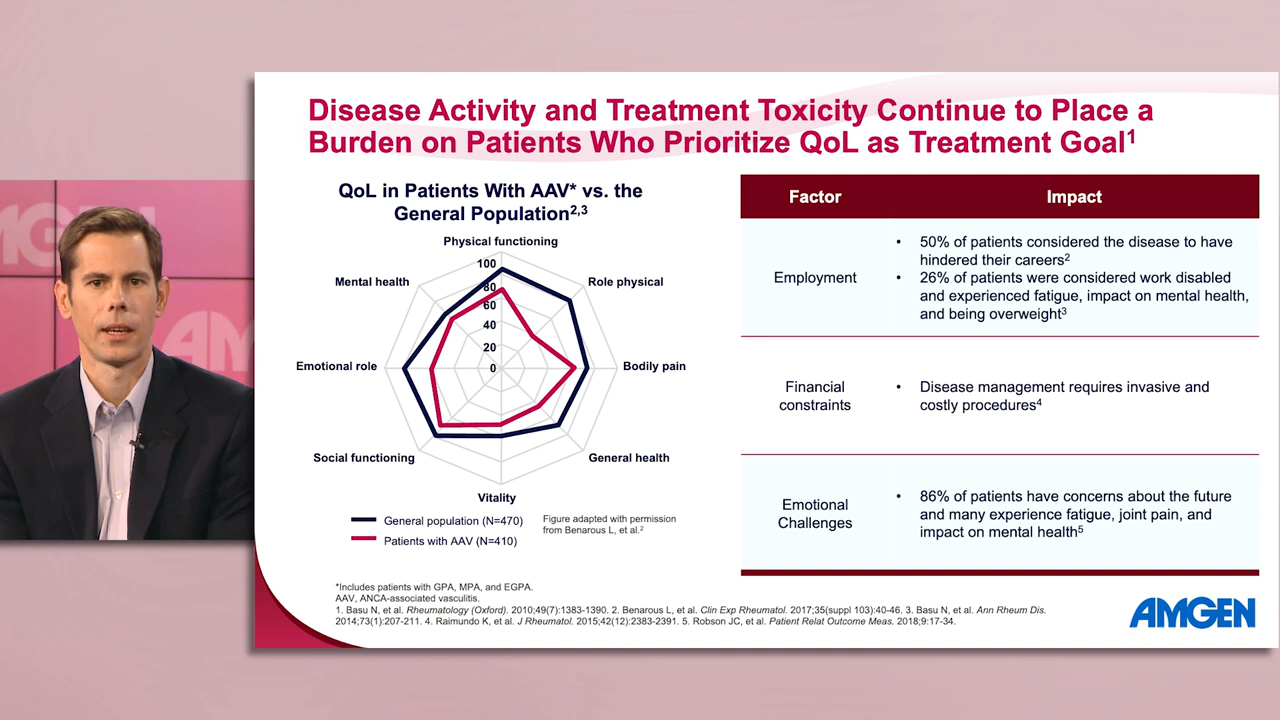 Disease Activity and Treatment Toxicity Continue to Place a
Burden on Patients Who Prioritize QoL as Treatment Goal1
QoL in Patients With AAV* vs. the
General Population2,3
Physical functioning
100
Mental health
80
Role physical
60
40
20
Emotional role
0
Bodily pain
Social functioning
General health
Vitality
General population (N=470)
Patients with AAV (N=410)
Figure adapted with permission
from Benarous L, et al.2
Factor
Impact
Employment
• 50% of patients considered the disease to have
hindered their careers2
• 26% of patients were considered work disabled
and experienced fatigue, impact on mental health,
and being overweight3
Financial
constraints
• Disease management requires invasive and
costly procedures4
Emotional
Challenges
• 86% of patients have concerns about the future
and many experience fatigue, joint pain, and
impact on mental health5
*Includes patients with GPA, MPA, and EGPA.
AAV, ANCA-associated vasculitis.
1. Basu N, et al. Rheumatology (Oxford). 2010;49(7):1383-1390. 2. Benarous L, et al. Clin Exp Rheumatol. 2017;35(suppl 103):40-46. 3. Basu N, et al. Ann Rheum Dis.
2014;73(1):207-211. 4. Raimundo K, et al. J Rheumatol. 2015;42(12):2383-2391. 5. Robson JC, et al. Patient Relat Outcome Meas. 2018;9:17-34.
AMGEN